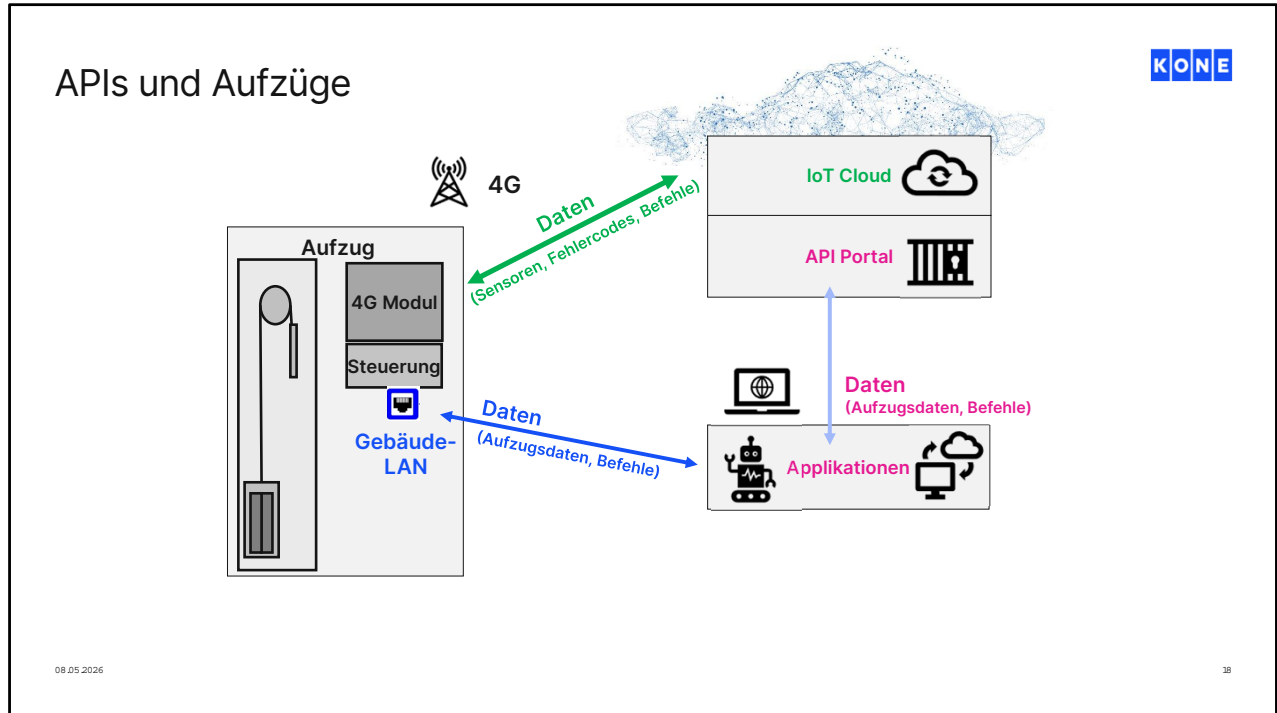 APIs und Aufzüge
KONE
4G
Daten
(Sensoren, Fehlercodes, Befehle)
IoT Cloud
API Portal
Aufzug
4G Modul
Steuerung
Gebäude-
LAN
Daten
(Aufzugsdaten, Befehle)
Daten
(Aufzugsdaten, Befehle)
Applikationen
08.05.2026
18